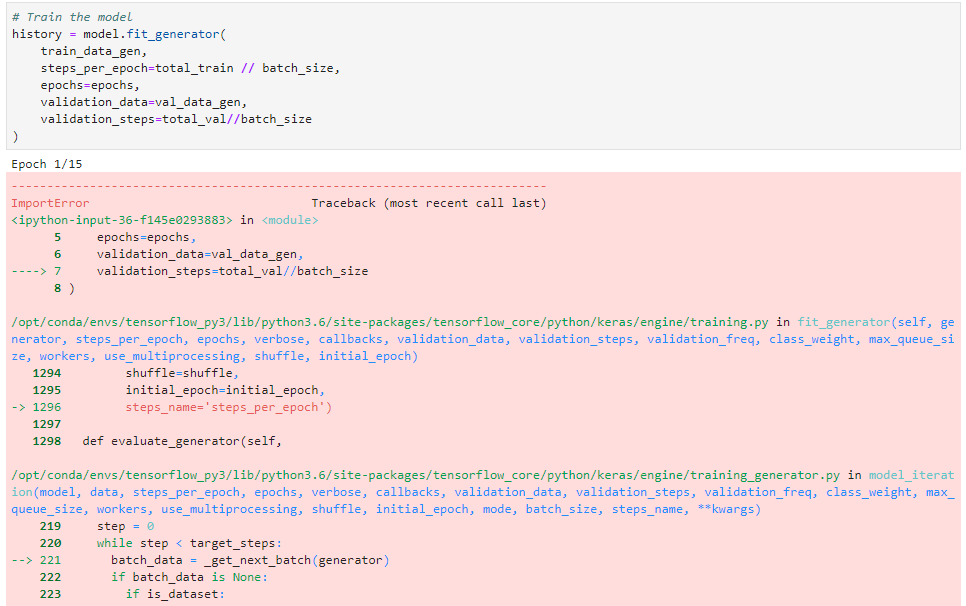 # Train the model
history = model.fit_generator(
    train_data_gen,
    steps_per_epoch=total_train // batch_size,
    epochs=epochs,
    validation_data=val_data_gen,
    validation_steps=total_val//batch_size
)
Epoch 1/15
---------------------------------------------------------------------------
ImportError                               Traceback (most recent call last)
<ipython-input-36-f145e0293883> in <module>
      5     epochs=epochs,
      6     validation_data=val_data_gen,
----> 7     validation_steps=total_val//batch_size
      8 )
/opt/conda/envs/tensorflow_py3/lib/python3.6/site-packages/tensorflow_core/python/keras/engine/training.py in fit_generator(self, ge
nerator, steps_per_epoch, epochs, verbose, callbacks, validation_data, validation_steps, validation_freq, class_weight, max_queue_si
ze, workers, use_multiprocessing, shuffle, initial_epoch)
   1294         shuffle=shuffle,
   1295         initial_epoch=initial_epoch,
-> 1296         steps_name='steps_per_epoch')
   1297
   1298   def evaluate_generator(self,
/opt/conda/envs/tensorflow_py3/lib/python3.6/site-packages/tensorflow_core/python/keras/engine/training_generator.py in model_iterat
ion(model, data, steps_per_epoch, epochs, verbose, callbacks, validation_data, validation_steps, validation_freq, class_weight, max_
queue_size, workers, use_multiprocessing, shuffle, initial_epoch, mode, batch_size, steps_name, **kwargs)
    219     step = 0
    220     while step < target_steps:
--> 221       batch_data = _get_next_batch(generator)
    222       if batch_data is None:
    223         if is_dataset: